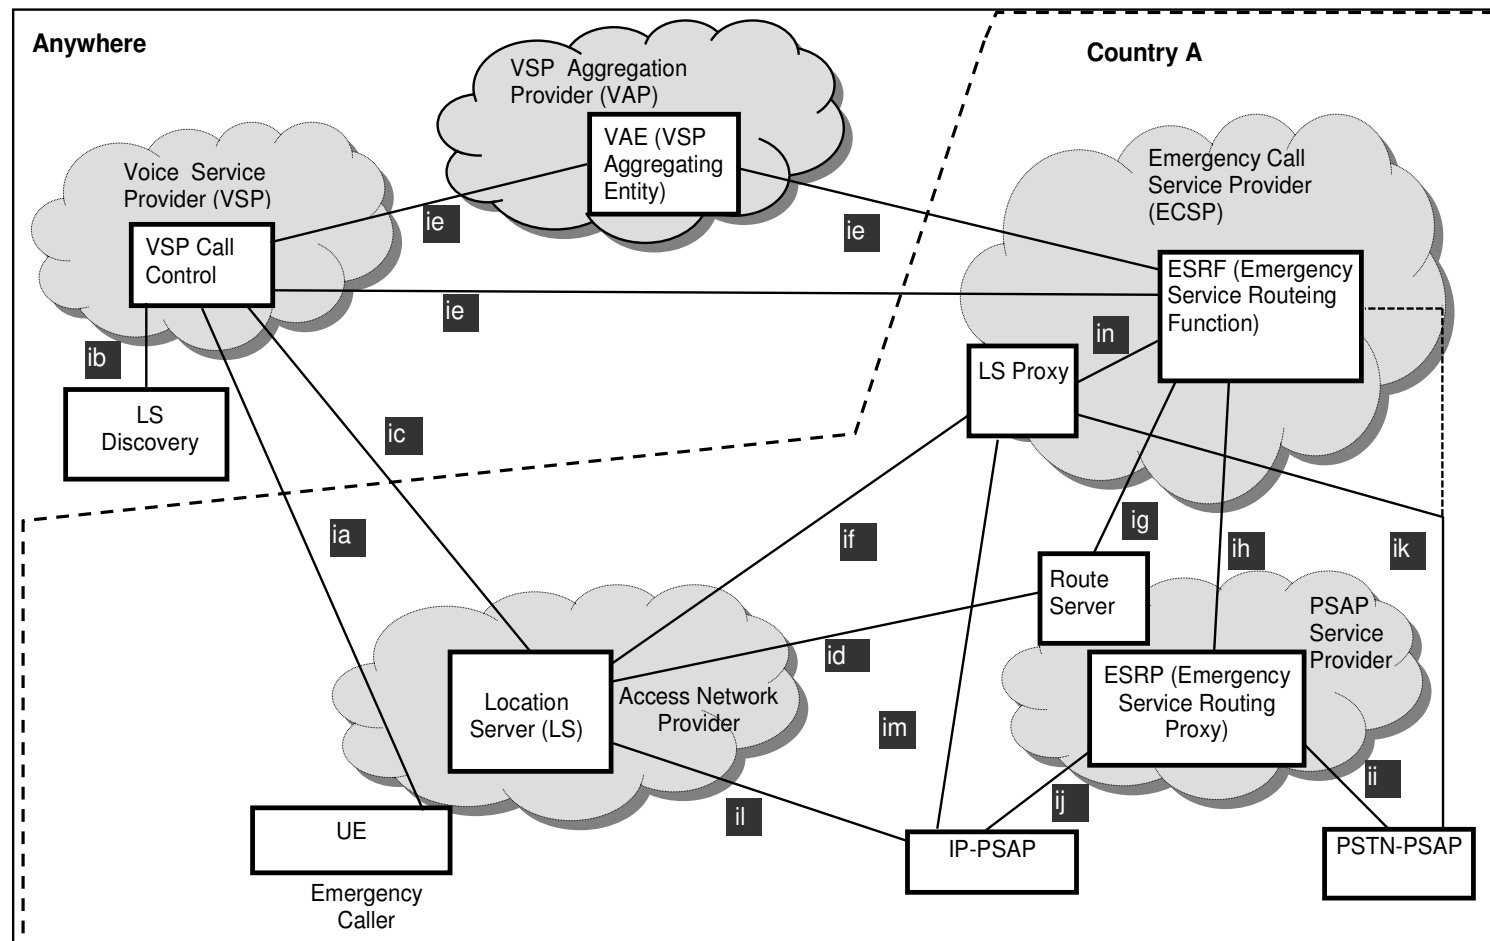 Anywhere
Country A
VSP Aggregation
Provider (VAP)
VAE (VSP
Aggregating
Entity)
Voice Service
Provider (VSP)
VSP Call
Control
Emergency Call
Service Provider
(ECSP)
ESRF (Emergency
Service Routeing
Function)
ie
ie
ie
ib
in
LS Proxy
LS
Discovery
ic
ia
if
ig
ih
ik
Route
Server
PSAP
Service
Provider
id
ESRP (Emergency
Service Routing
Proxy)
Location
Server (LS)
Access Network
Provider
im
ii
ij
il
UE
IP-PSAP
PSTN-PSAP
Emergency
Caller